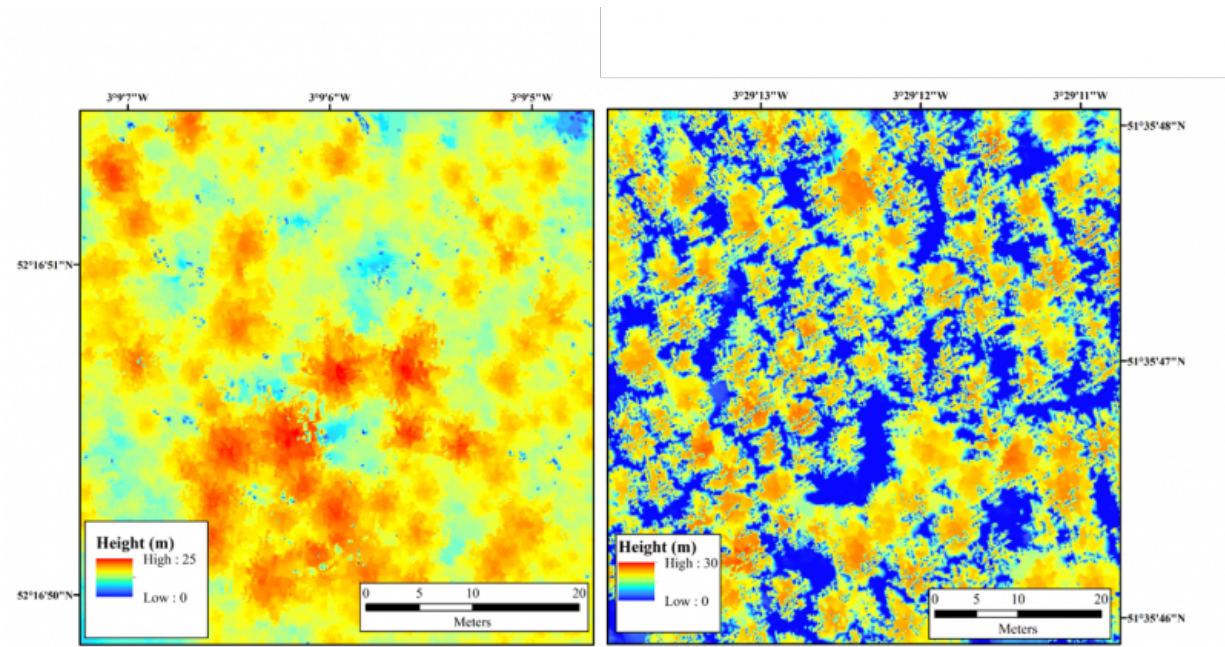 3°9'7"W 3°9'6"W 3°9'5"W
52°16'51"N
52°16'50"N
Height (m)
High : 25
Low : 0
0 5 10 20
Meters
3°29'13"W 3°29'12"W 3°29'11"W
51°35'48"N
51°35'47"N
51°35'46"N
Height (m)
High : 30
Low : 0
0 5 10 20
Meters